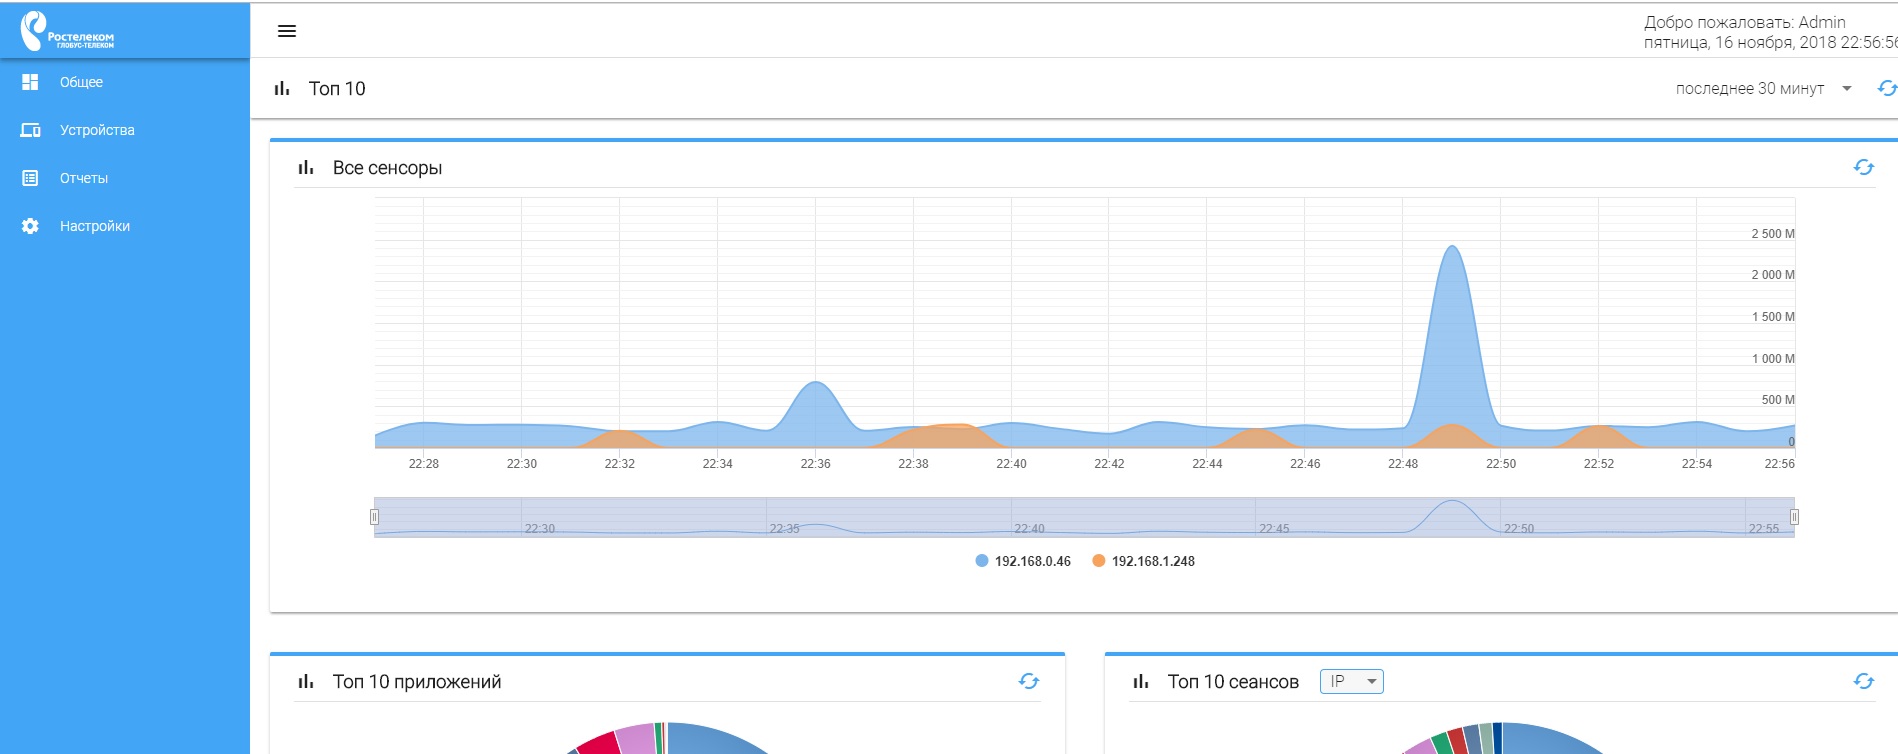 Ростелеком
ГЛОБУС-ТЕЛЕКОМ
Добро пожаловать: Admin
пятница, 16 ноября, 2018 22:56:56
Общее
Устройства
Отчеты
Настройки
Топ 10
последнее 30 минут
Все сенсоры
2 500 M
2 000 M
1 500 M
1 000 M
500 M
0
22:28 22:30 22:32 22:34 22:36 22:38 22:40 22:42 22:44 22:46 22:48 22:50 22:52 22:54 22:56
22:30 22:35 22:40 22:45 22:50 22:55
192.168.0.46 192.168.1.248
Топ 10 приложений
Топ 10 сеансов IP